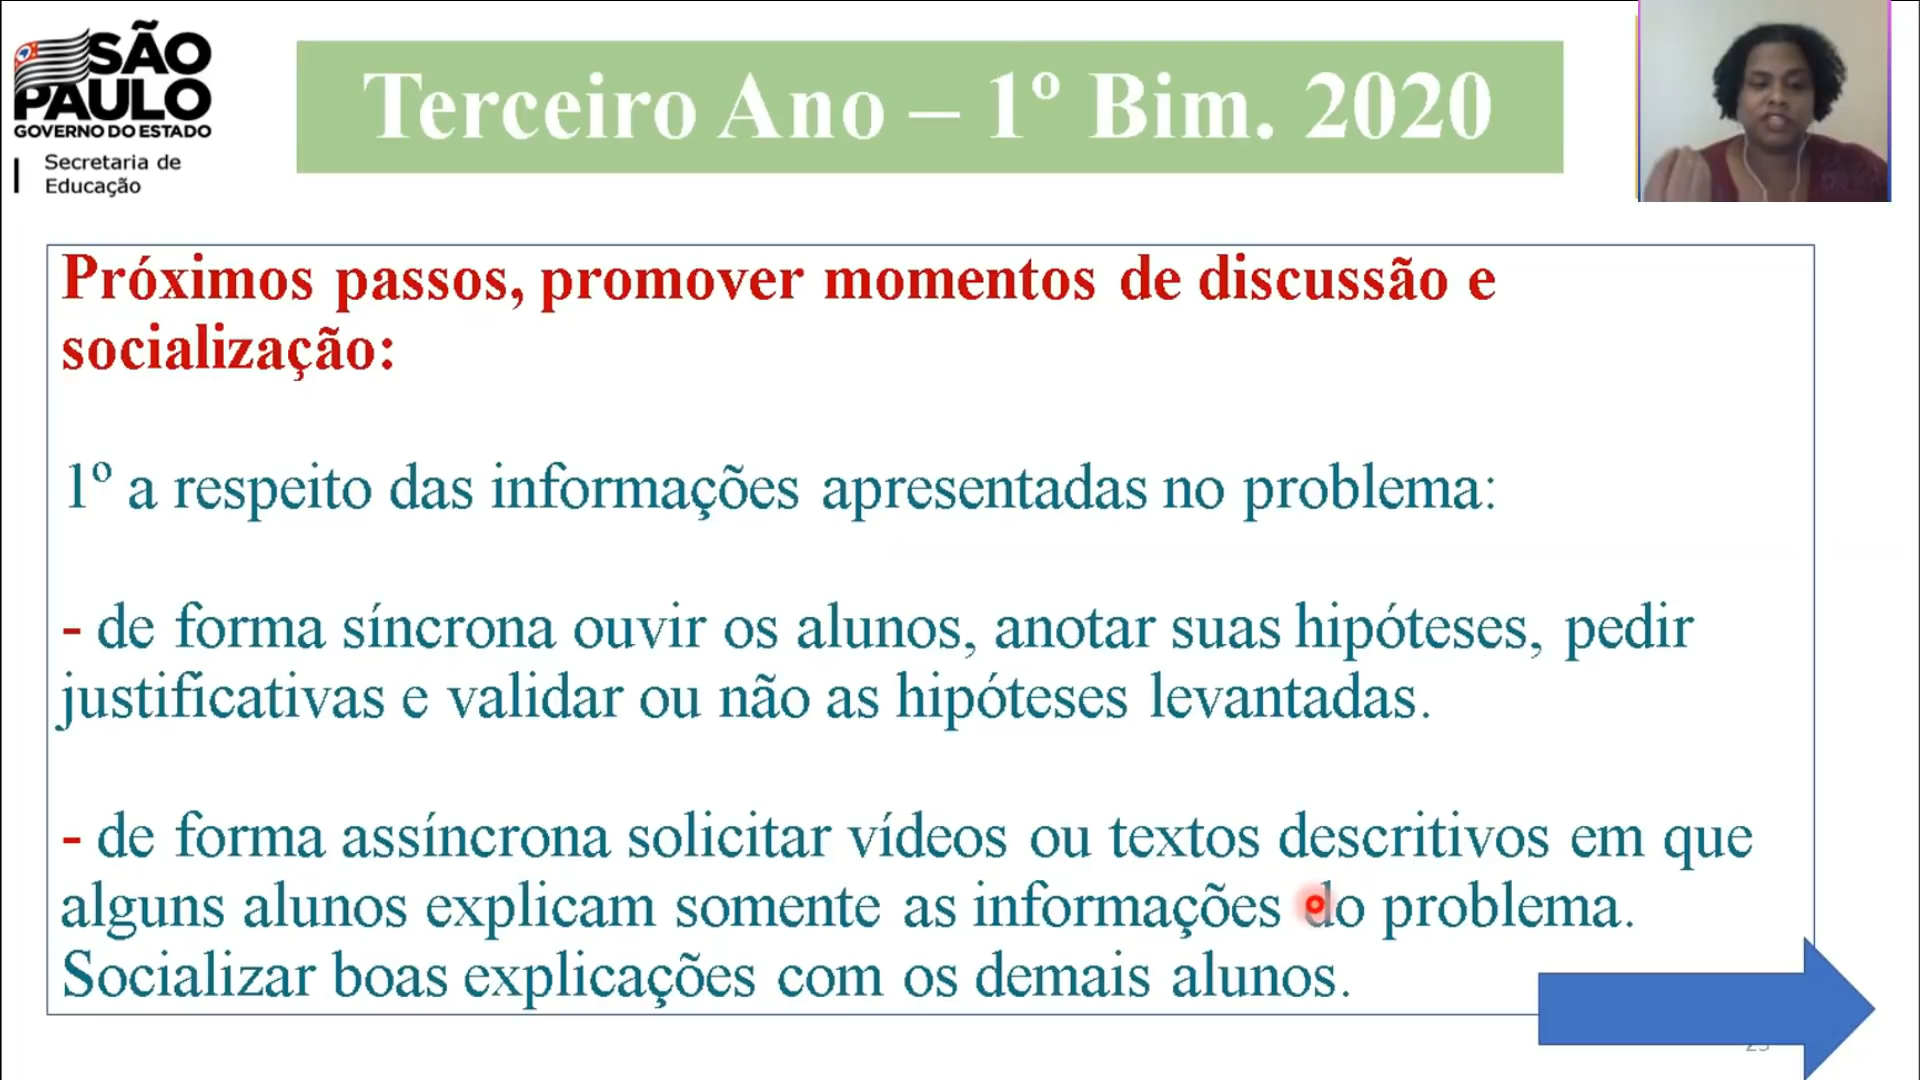 SÃO
PAULO
GOVERNO DO ESTADO
Secretaria de
Educação
Terceiro Ano – 1º Bim. 2020
Próximos passos, promover momentos de discussão e
socialização:
1º a respeito das informações apresentadas no problema:
- de forma síncrona ouvir os alunos, anotar suas hipóteses, pedir
justificativas e validar ou não as hipóteses levantadas.
- de forma assíncrona solicitar vídeos ou textos descritivos em que
alguns alunos explicam somente as informações do problema.
Socializar boas explicações com os demais alunos.